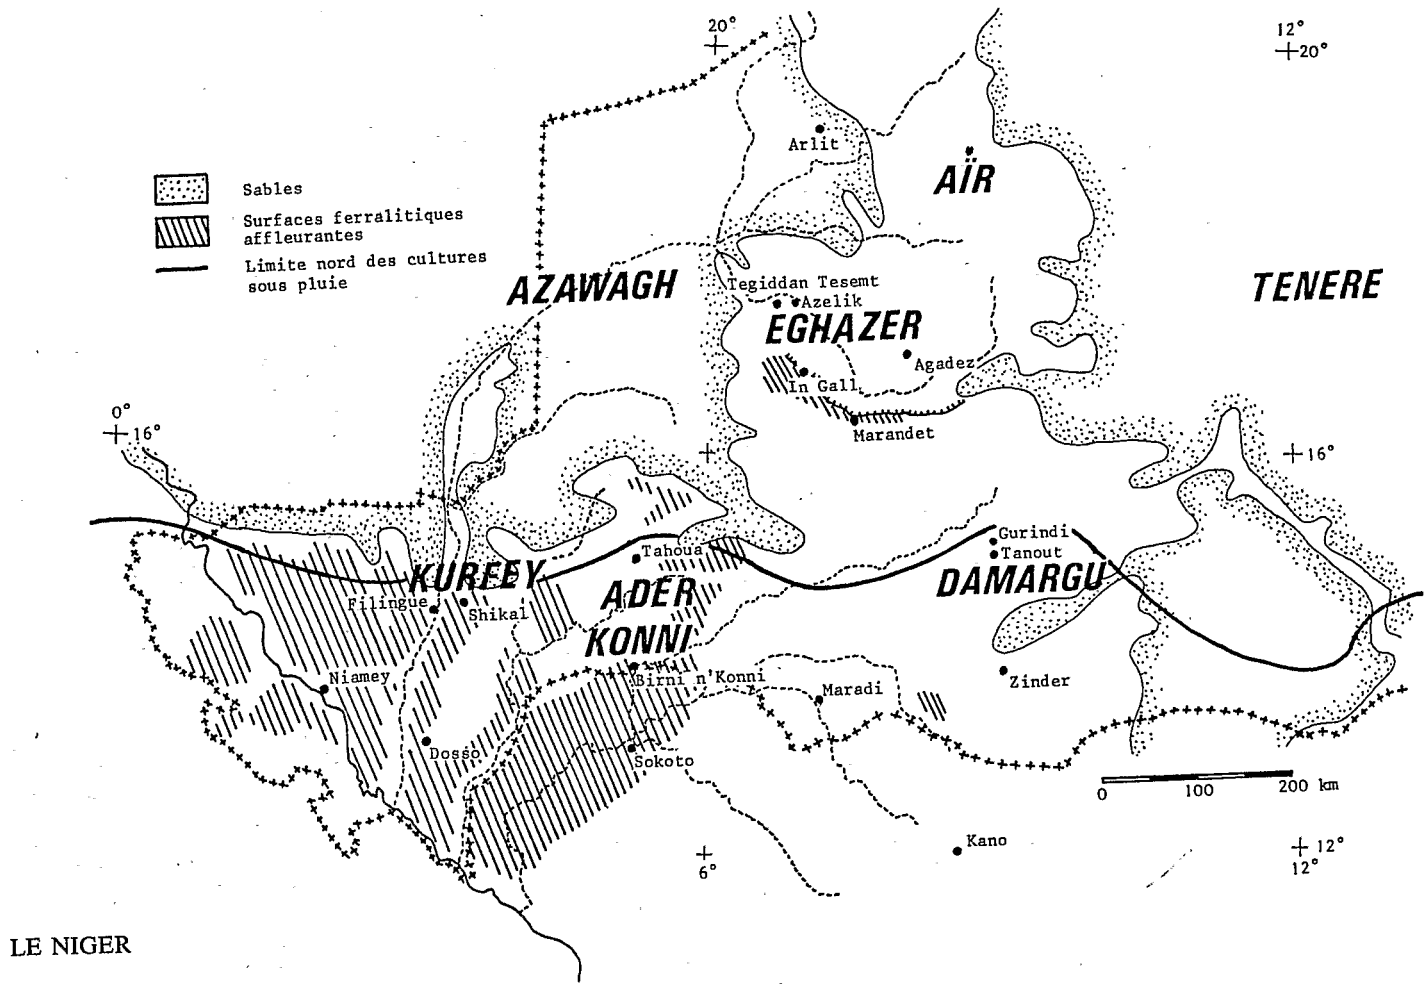 20°
12°
20°
Arlit
AÏR
Sables
Surfaces ferralitiques
affleurantes
Limite nord des cultures
sous pluie
AZAWAGH
Tegiddan Tesemt
Azelik
TENERE
EGHAZER
Agadez
In Gall
0°
16°
Marandet
16°
Gurindi
Tanout
Tahoua
KURFEY
DAMARGU
ADER
Filingue
Shikal
KONNI
Niamey
Birni n'Konni
Maradi
Zinder
Dosso
Sokoto
0 100 200 km
Kano
6°
12°
12°
LE NIGER